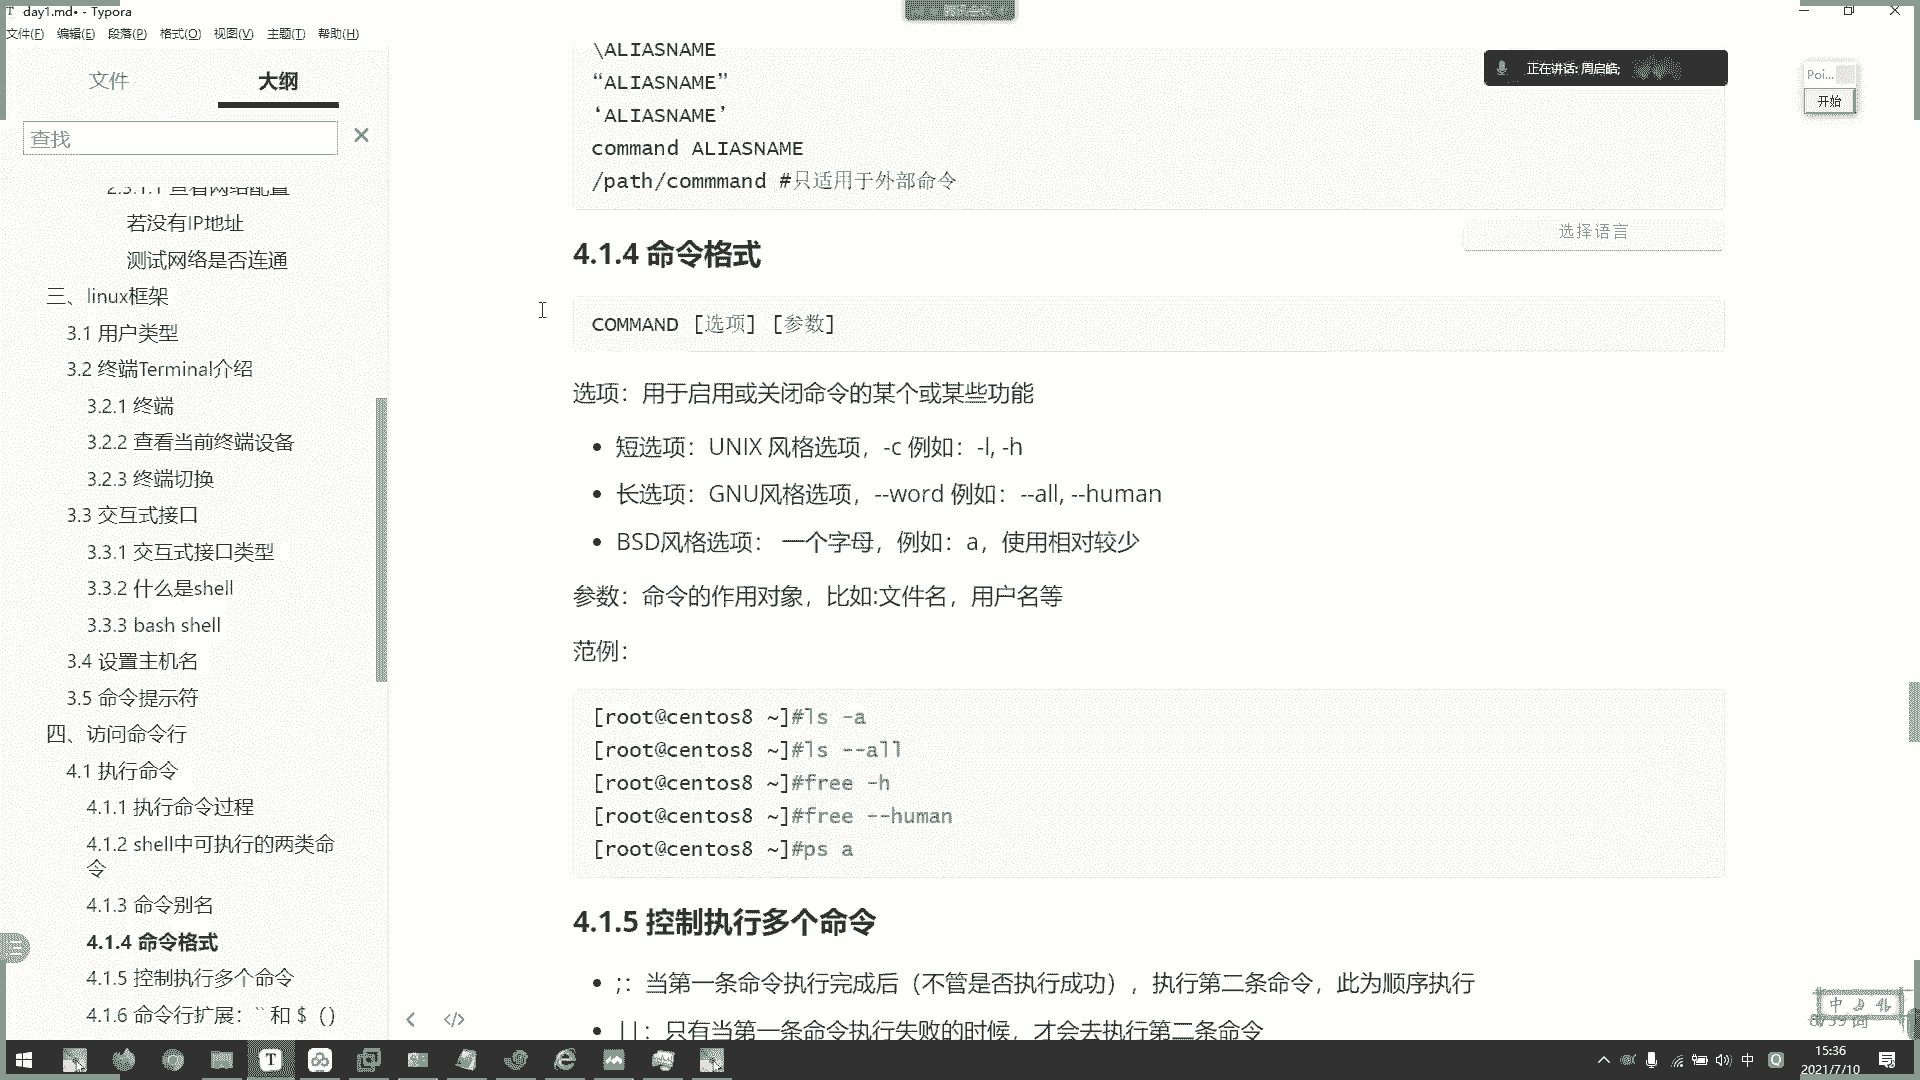 day1.md• - Typora
文件(F) 编辑(E) 段落(P) 格式(O) 视图(V) 主题(T) 帮助(H)
文件 大纲
查找
2.3.1.1 查看网络配置
若没有IP地址
测试网络是否连通
三、linux框架
3.1 用户类型
3.2 终端Terminal介绍
3.2.1 终端
3.2.2 查看当前终端设备
3.2.3 终端切换
3.3 交互式接口
3.3.1 交互式接口类型
3.3.2 什么是shell
3.3.3 bash shell
3.4 设置主机名
3.5 命令提示符
四、访问命令行
4.1 执行命令
4.1.1 执行命令过程
4.1.2 shell中可执行的两类命
令
4.1.3 命令别名
4.1.4 命令格式
4.1.5 控制执行多个命令
4.1.6 命令行扩展：`` 和 $（）
\ALIASNAME
“ALIASNAME”
‘ALIASNAME’
command ALIASNAME
/path/commmand #只适用于外部命令
选择语言
4.1.4 命令格式
COMMAND [选项] [参数]
选项：用于启用或关闭命令的某个或某些功能
• 短选项：UNIX 风格选项，-c 例如：-l, -h
• 长选项：GNU风格选项，--word 例如：--all, --human
• BSD风格选项： 一个字母，例如：a，使用相对较少
参数：命令的作用对象，比如:文件名，用户名等
范例：
[root@centos8 ~]#ls -a
[root@centos8 ~]#ls --all
[root@centos8 ~]#free -h
[root@centos8 ~]#free --human
[root@centos8 ~]#ps a
4.1.5 控制执行多个命令
• ;：当第一条命令执行完成后（不管是否执行成功），执行第二条命令，此为顺序执行
• ||：只有当第一条命令执行失败的时候，才会去执行第二条命令
正在讲话: 周启皓;
Poi...
开始
中
中
15:36
2021/7/10